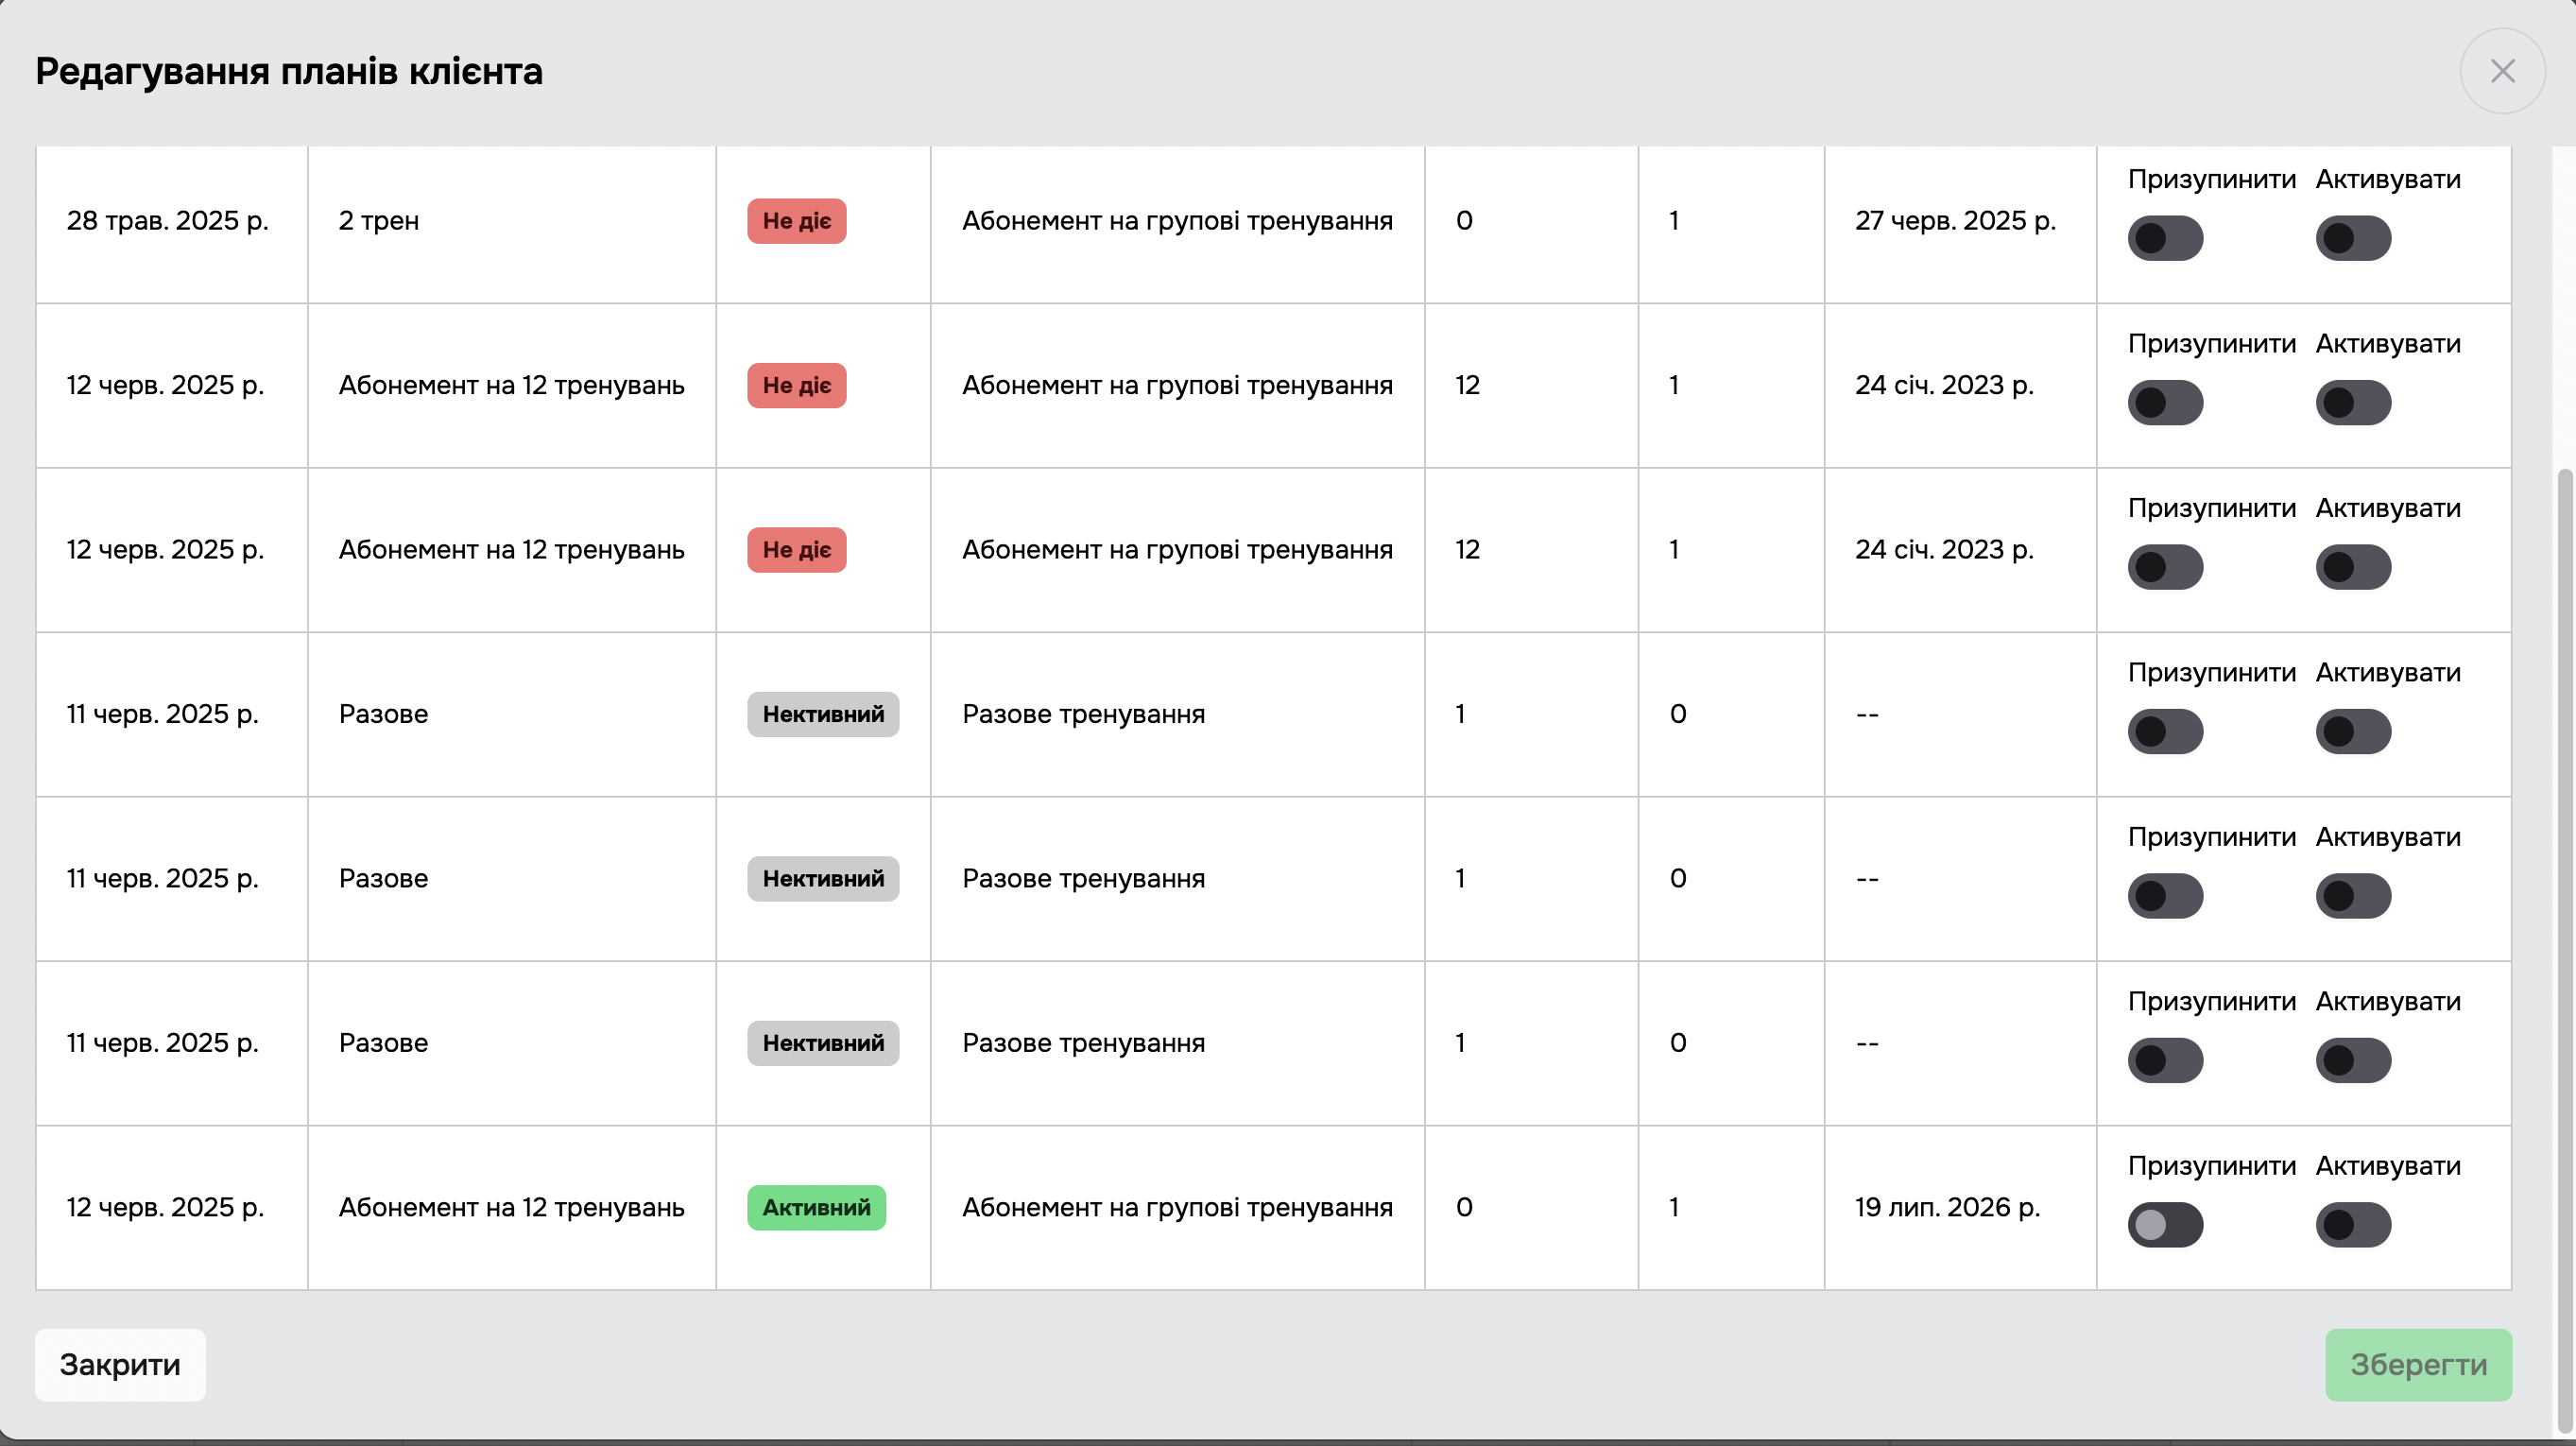 Редагування планів клієнта
Призупинити Активувати
28 трав. 2025 р. 2 трен Не діє Абонемент на групові тренування 0 1 27 черв. 2025 р.
Призупинити Активувати
12 черв. 2025 р. Абонемент на 12 тренувань Не діє Абонемент на групові тренування 12 1 24 січ. 2023 р.
Призупинити Активувати
12 черв. 2025 р. Абонемент на 12 тренувань Не діє Абонемент на групові тренування 12 1 24 січ. 2023 р.
Призупинити Активувати
11 черв. 2025 р. Разове Нективний Разове тренування 1 0 --
Призупинити Активувати
11 черв. 2025 р. Разове Нективний Разове тренування 1 0 --
Призупинити Активувати
11 черв. 2025 р. Разове Нективний Разове тренування 1 0 --
Призупинити Активувати
12 черв. 2025 р. Абонемент на 12 тренувань Активний Абонемент на групові тренування 0 1 19 лип. 2026 р.
Закрити Зберегти